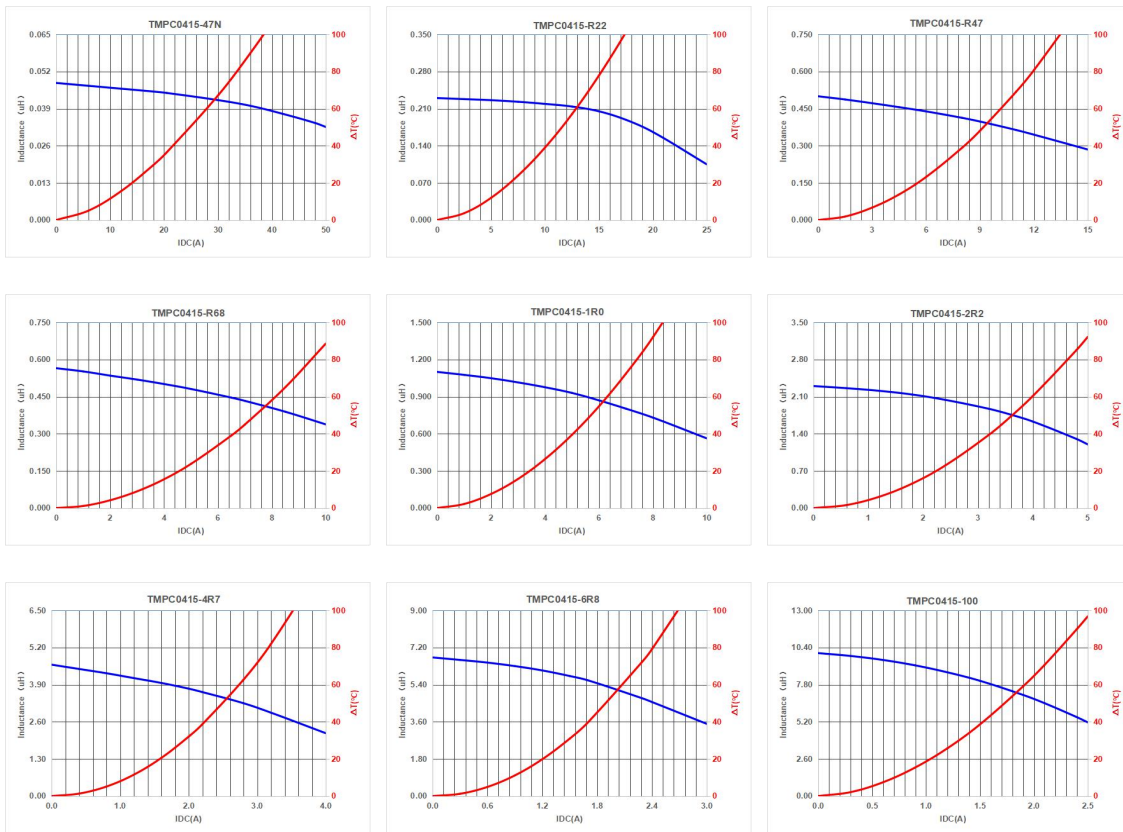 TMPC0415-47N
0.065
0.052
0.039
0.026
0.013
0.000
100
80
60
40
20
0
0 10 20 30 40 50
Inductance (uH)
ΔT(℃)
IDC(A)
TMPC0415-R22
0.350
0.280
0.210
0.140
0.070
0.000
100
80
60
40
20
0
0 5 10 15 20 25
Inductance (uH)
ΔT(℃)
IDC(A)
TMPC0415-R47
0.750
0.600
0.450
0.300
0.150
0.000
100
80
60
40
20
0
0 3 6 9 12 15
Inductance (uH)
ΔT(℃)
IDC(A)
TMPC0415-R68
0.750
0.600
0.450
0.300
0.150
0.000
100
80
60
40
20
0
0 2 4 6 8 10
Inductance (uH)
ΔT(℃)
IDC(A)
TMPC0415-1R0
1.500
1.200
0.900
0.600
0.300
0.000
100
80
60
40
20
0
0 2 4 6 8 10
Inductance (uH)
ΔT(℃)
IDC(A)
TMPC0415-2R2
3.50
2.80
2.10
1.40
0.70
0.00
100
80
60
40
20
0
0 1 2 3 4 5
Inductance (uH)
ΔT(℃)
IDC(A)
TMPC0415-4R7
6.50
5.20
3.90
2.60
1.30
0.00
100
80
60
40
20
0
0.0 1.0 2.0 3.0 4.0
Inductance (uH)
ΔT(℃)
IDC(A)
TMPC0415-6R8
9.00
7.20
5.40
3.60
1.80
0.00
100
80
60
40
20
0
0.0 0.6 1.2 1.8 2.4 3.0
Inductance (uH)
ΔT(℃)
IDC(A)
TMPC0415-100
13.00
10.40
7.80
5.20
2.60
0.00
100
80
60
40
20
0
0.0 0.5 1.0 1.5 2.0 2.5
Inductance (uH)
ΔT(℃)
IDC(A)